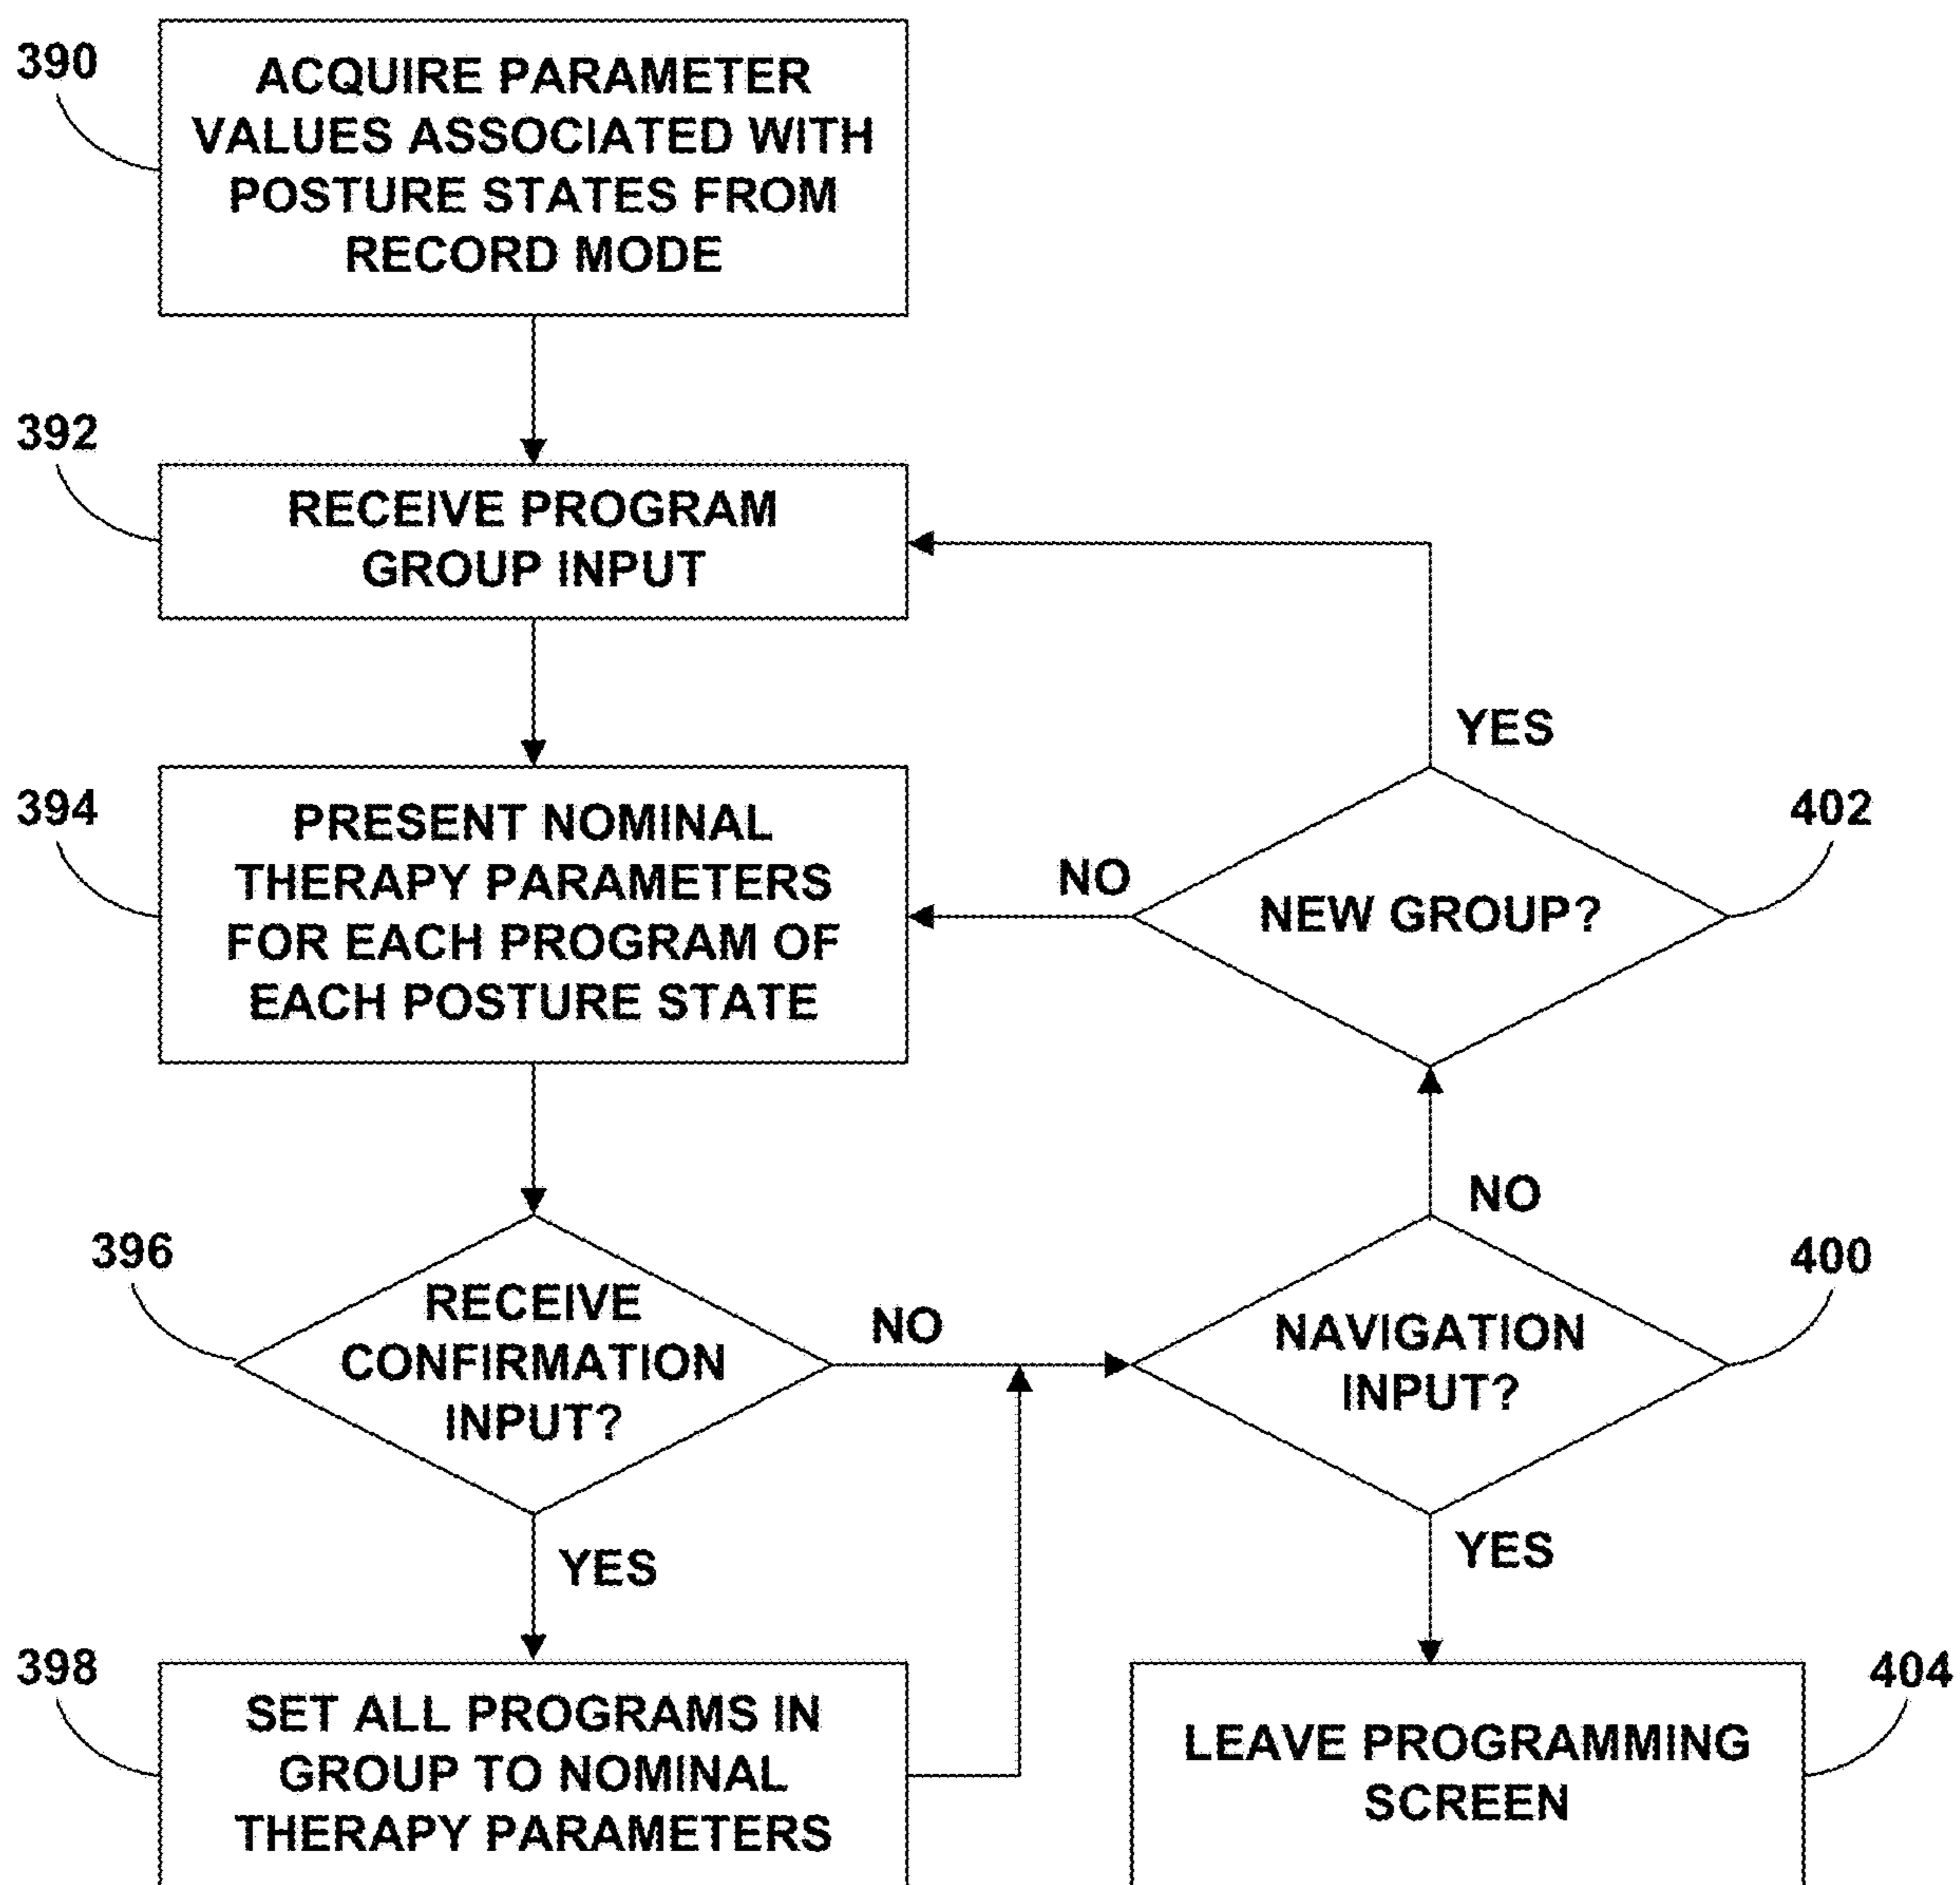 390
ACQUIRE PARAMETER
VALUES ASSOCIATED WITH
POSTURE STATES FROM
RECORD MODE
392
RECEIVE PROGRAM
GROUP INPUT
YES
394
PRESENT NOMINAL
THERAPY PARAMETERS
FOR EACH PROGRAM OF
EACH POSTURE STATE
NO
NEW GROUP?
402
396
RECEIVE
CONFIRMATION
INPUT?
NO
YES
NO
NAVIGATION
INPUT?
400
YES
398
SET ALL PROGRAMS IN
GROUP TO NOMINAL
THERAPY PARAMETERS
LEAVE PROGRAMMING
SCREEN
404